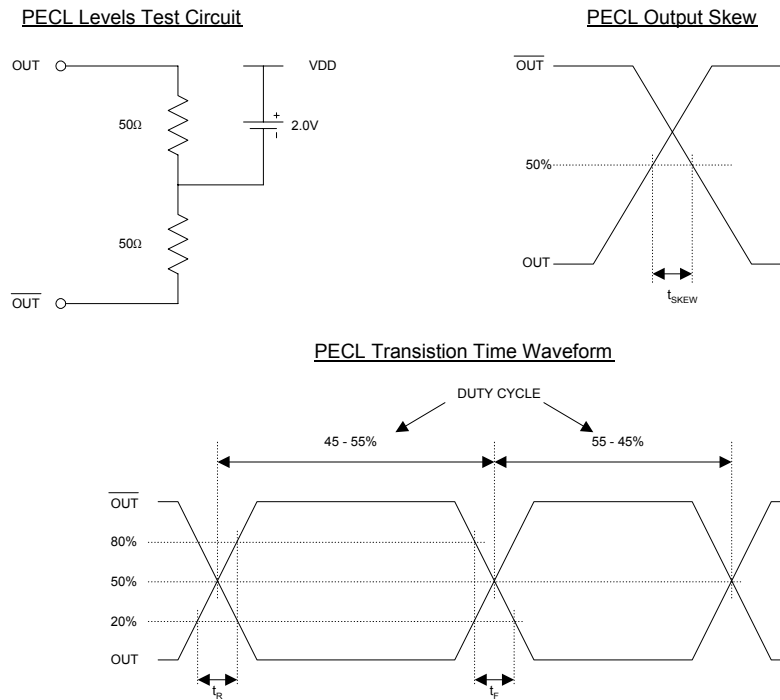 PECL Levels Test Circuit
OUT
VDD
50Ω
+
-
2.0V
50Ω
OUT
PECL Output Skew
OUT
50%
OUT
tSKEW
PECL Transistion Time Waveform
DUTY CYCLE
45 - 55%
55 - 45%
OUT
80%
50%
20%
OUT
tR
tF